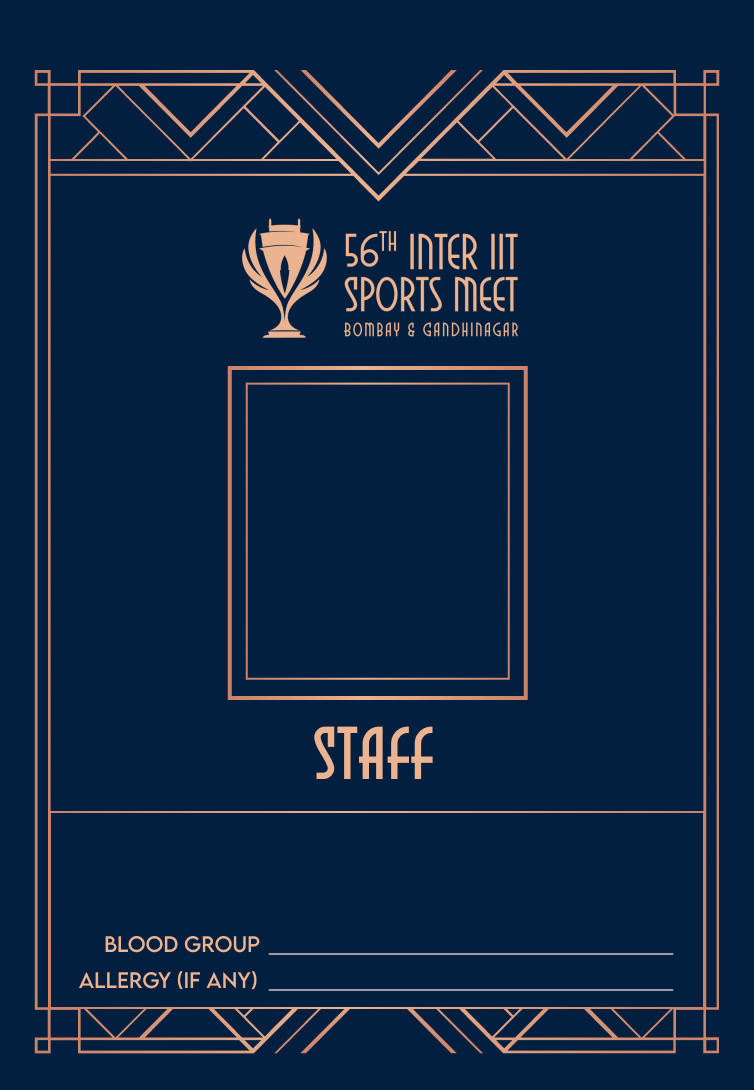 56TH INTER IIT
SPORTS MEET
BOMBAY & GANDHINAGAR
STAFF
BLOOD GROUP
ALLERGY (IF ANY)